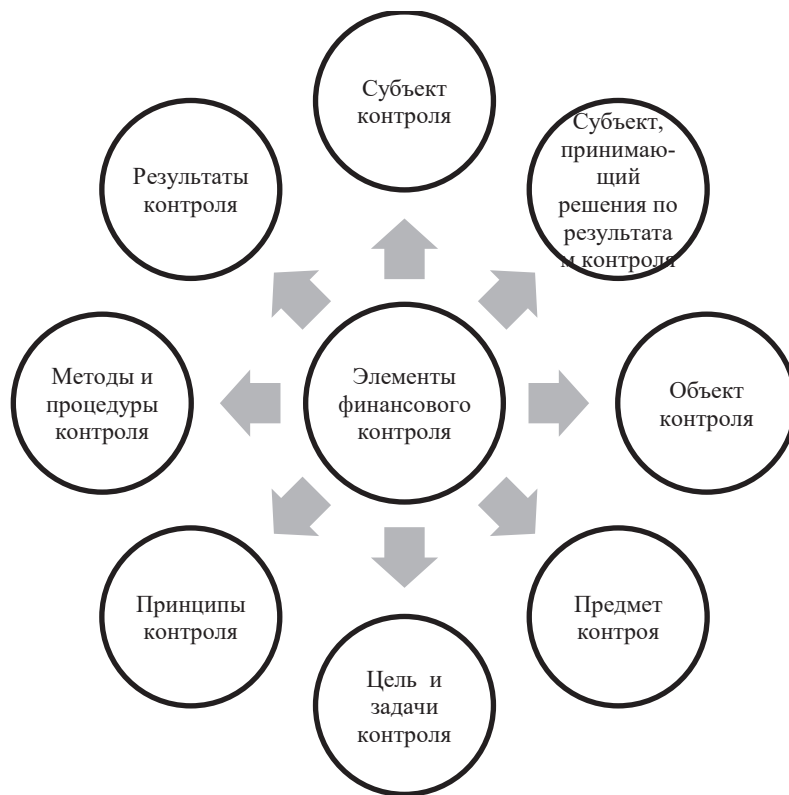 Субъект
контроля
Субъект,
принимаю-
щий
решения по
результата
м контроля
Объект
контроля
Предмет
контроя
Цель и
задачи
контроля
Принципы
контроля
Методы и
процедуры
контроля
Результаты
контроля
Элементы
финансового
контроля